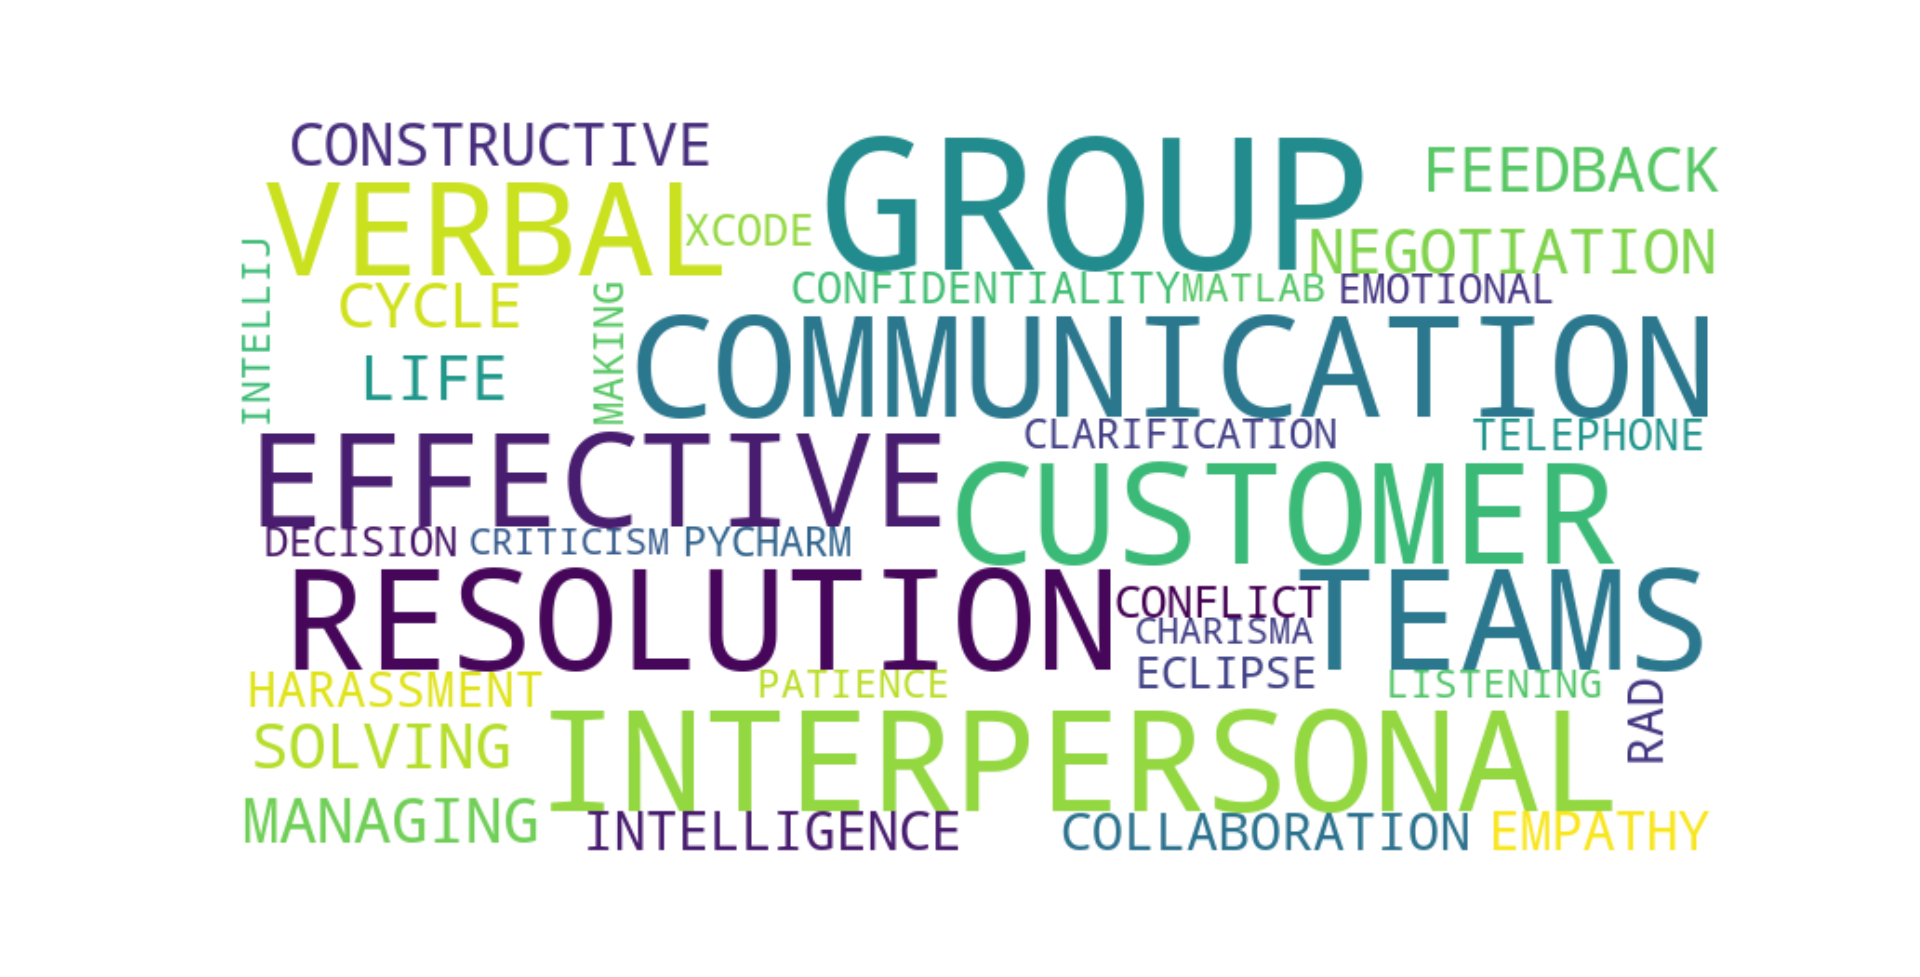 CONSTRUCTIVE
GROUP
FEEDBACK
VERBAL
XCODE
NEGOTIATION
INTELLIJ
CYCLE
MAKING
CONFIDENTIALITY
MATLAB
EMOTIONAL
LIFE
COMMUNICATION
CLARIFICATION
TELEPHONE
EFFECTIVE
CUSTOMER
DECISION
CRITICISM
PYCHARM
RESOLUTION
CONFLICT
TEAMS
CHARISMA
ECLIPSE
HARASSMENT
PATIENCE
LISTENING
RAD
SOLVING
INTERPERSONAL
MANAGING
INTELLIGENCE
COLLABORATION
EMPATHY